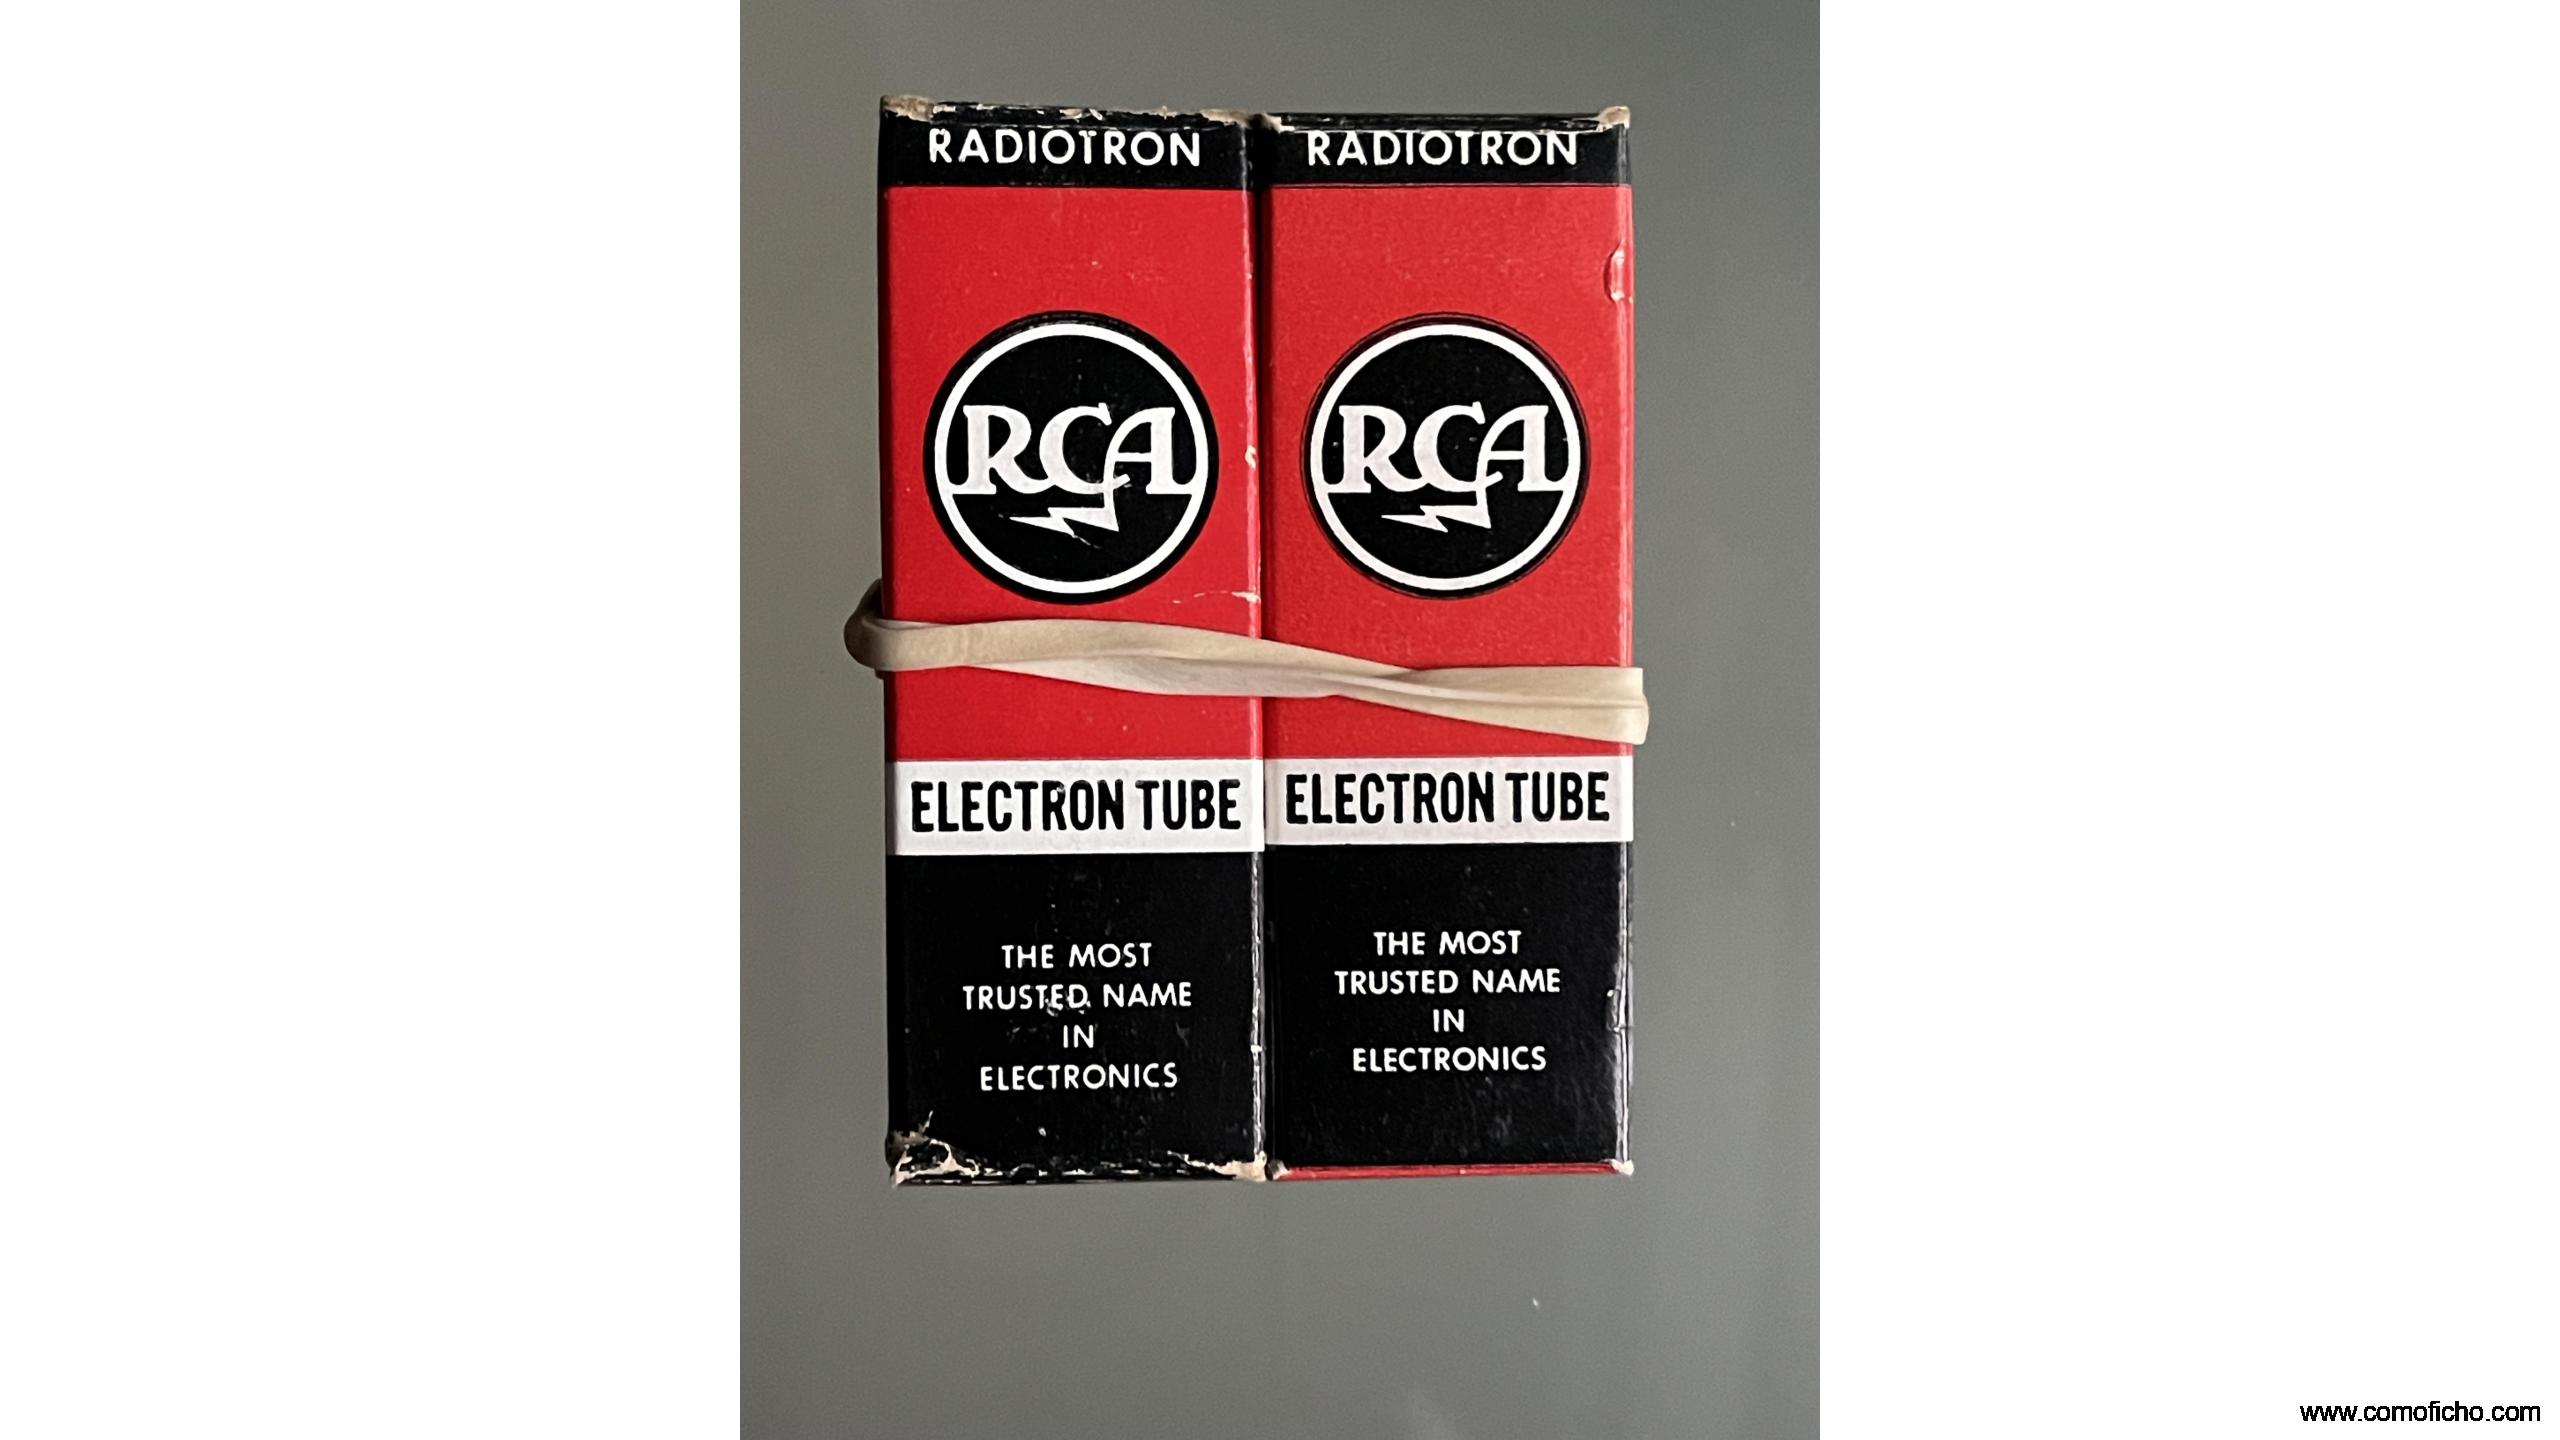 RADIOTRON
RCA
ELECTRON TUBE
THE MOST
TRUSTED NAME
IN
ELECTRONICS
RADIOTRON
RCA
ELECTRON TUBE
THE MOST
TRUSTED NAME
IN
ELECTRONICS
www.comoficho.com